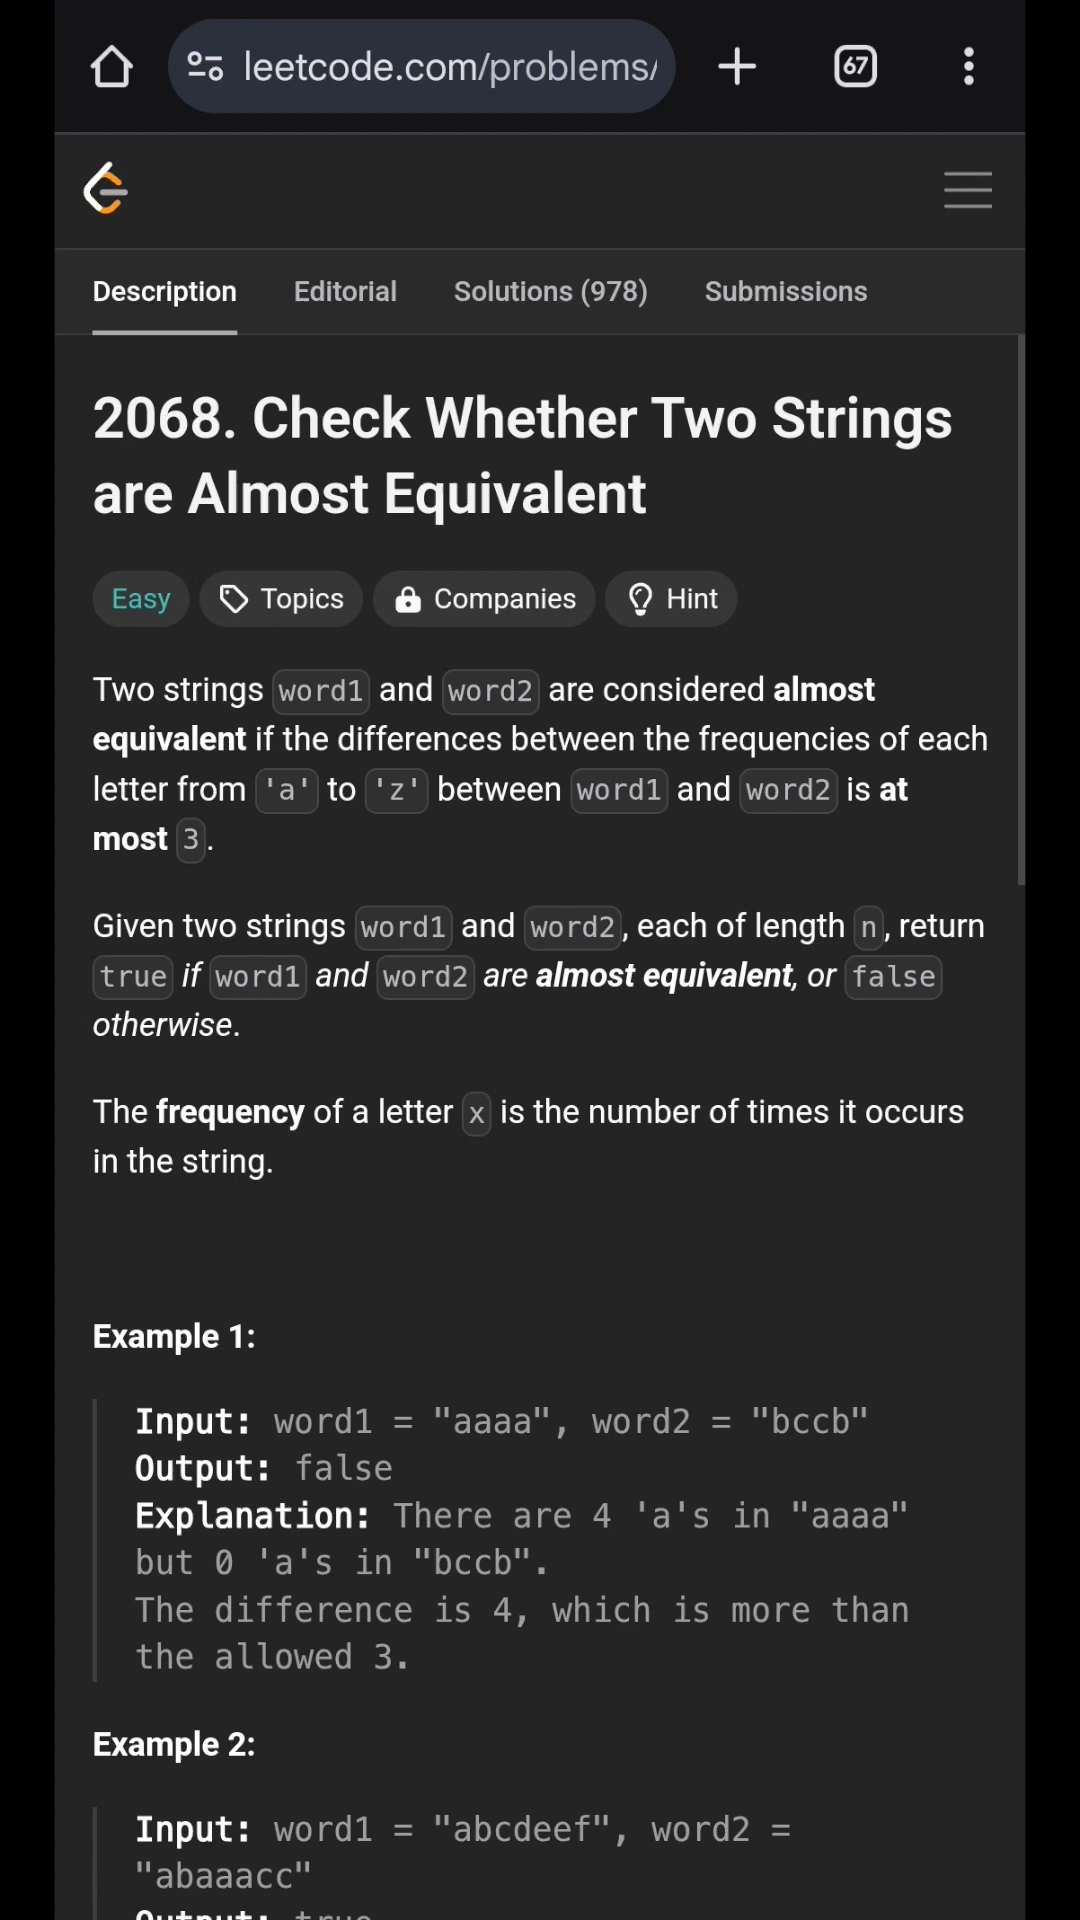 leetcode.com/problems/
67
Description Editorial Solutions (978) Submissions
2068. Check Whether Two Strings
are Almost Equivalent
Easy Topics Companies Hint
Two strings word1 and word2 are considered almost
equivalent if the differences between the frequencies of each
letter from 'a' to 'z' between word1 and word2 is at
most 3.
Given two strings word1 and word2, each of length n, return
true if word1 and word2 are almost equivalent, or false
otherwise.
The frequency of a letter x is the number of times it occurs
in the string.
Example 1:
Input: word1 = "aaaa", word2 = "bccb"
Output: false
Explanation: There are 4 'a's in "aaaa"
but 0 'a's in "bccb".
The difference is 4, which is more than
the allowed 3.
Example 2:
Input: word1 = "abcdeef", word2 =
"abaaacc"
Output: true